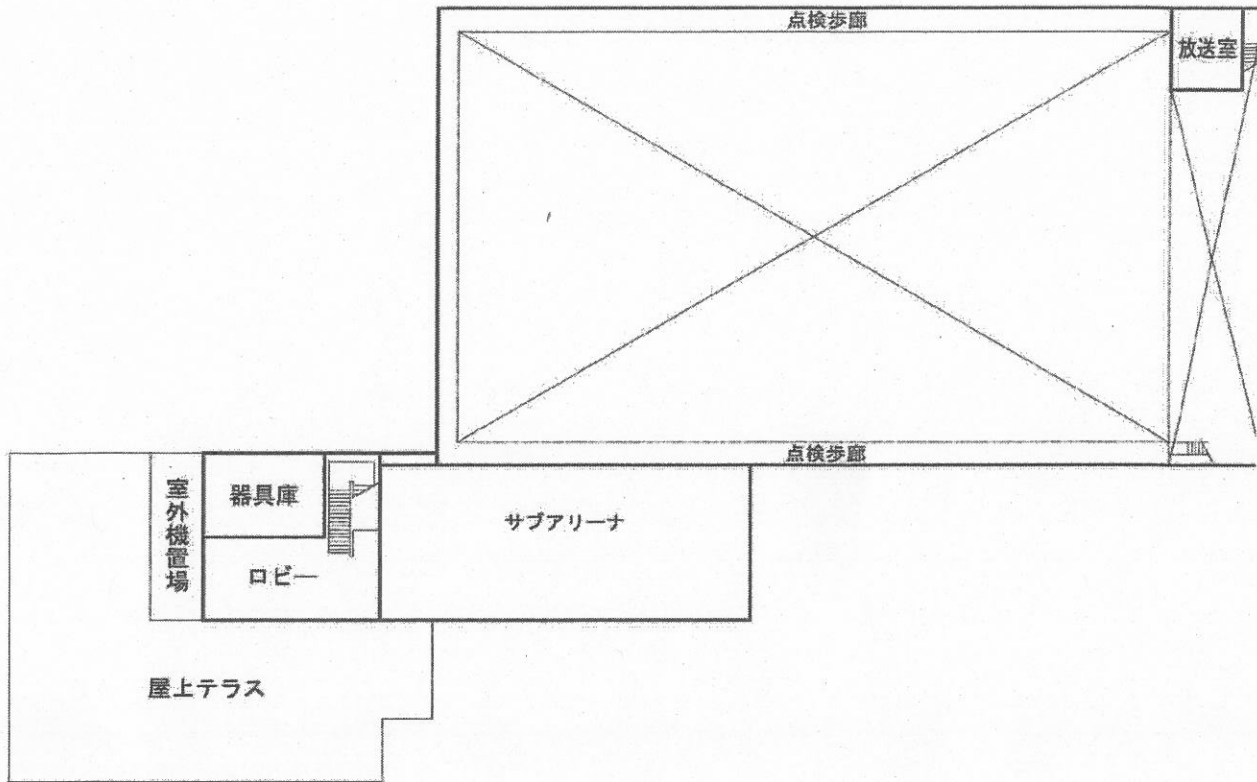 点検歩廊
放送室
点検歩廊
室外機置場
器具庫
サブアリーナ
ロビー
屋上テラス